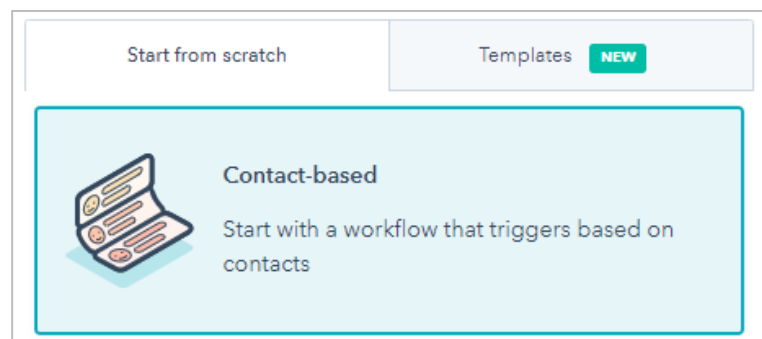 Start from scratch
Templates NEW
Contact-based
Start with a workflow that triggers based on
contacts